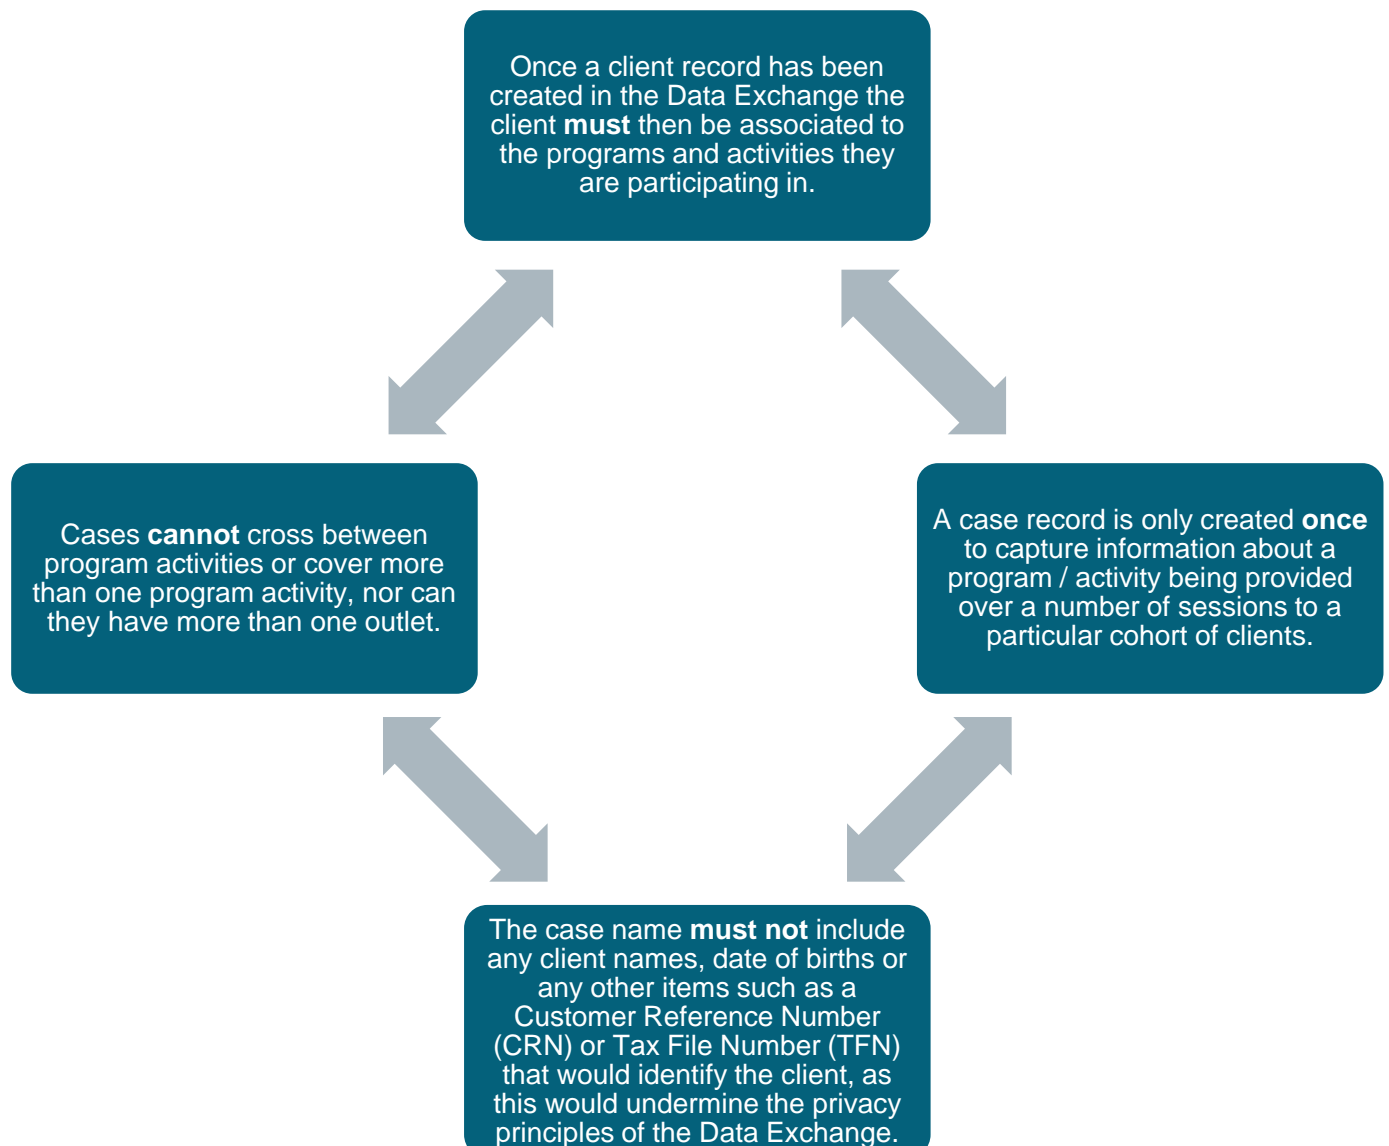 Once a client record has been
created in the Data Exchange the
client must then be associated to
the programs and activities they
are participating in.
Cases cannot cross between
program activities or cover more
than one program activity, nor can
they have more than one outlet.
A case record is only created once
to capture information about a
program / activity being provided
over a number of sessions to a
particular cohort of clients.
The case name must not include
any client names, date of births or
any other items such as a
Customer Reference Number
(CRN) or Tax File Number (TFN)
that would identify the client, as
this would undermine the privacy
principles of the Data Exchange.